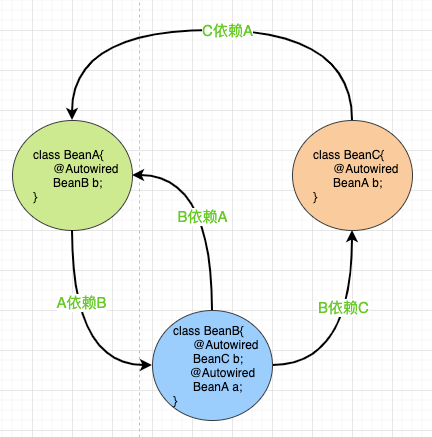 C依赖A
class BeanA{
@Autowired
BeanB b;
}
class BeanC{
@Autowired
BeanA b;
}
B依赖A
A依赖B
B依赖C
class BeanB{
@Autowired
BeanC b;
@Autowired
BeanA a;
}